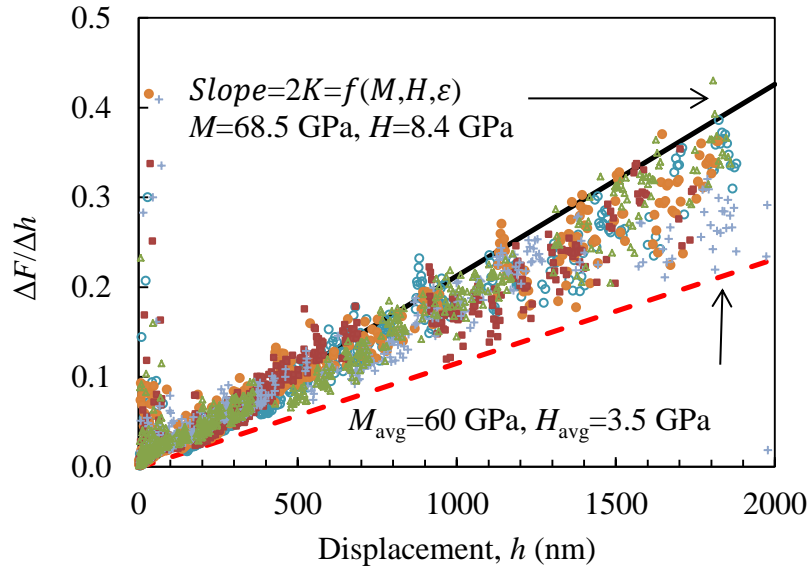 0.5
0.4
0.3
0.2
0.1
0.0
ΔF/Δh
Slope=2K=f(M,H,ε)
M=68.5 GPa, H=8.4 GPa
M_avg=60 GPa, H_avg=3.5 GPa
0 500 1000 1500 2000
Displacement, h (nm)